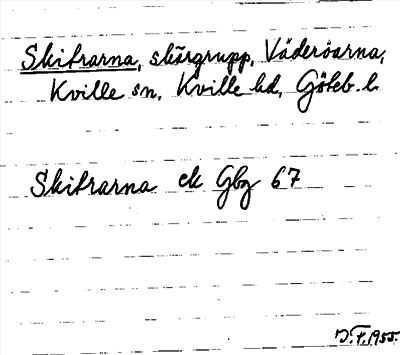 Skitrarna, skärgrupp, Väderöarna,
Kville sn, Kville hd, Göteb. l.
Skitrarna ek Gbg 67
1955.